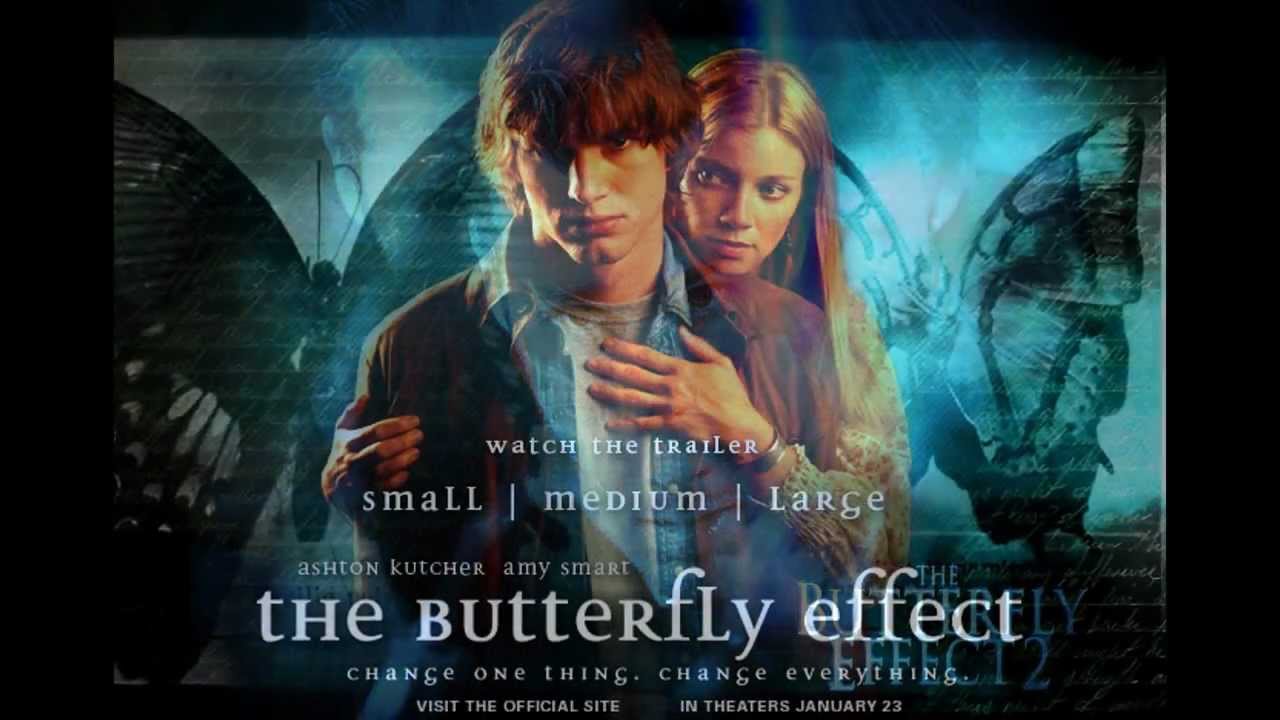 watch the trailer
small | medium | large
ashton kutcher amy smart
the butterfly effect
THE
BUTTERFLY
EFFECT 2
change one thing. change everything.
VISIT THE OFFICIAL SITE IN THEATERS JANUARY 23